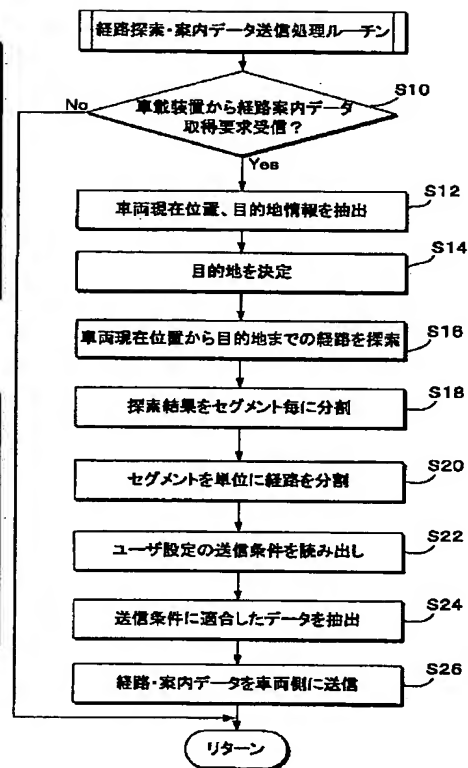 経路探索・案内データ送信処理ルーチン
S10
No
車載装置から経路案内データ
取得要求受信？
Yes
S12
車両現在位置、目的地情報を抽出
S14
目的地を決定
S16
車両現在位置から目的地までの経路を探索
S18
探索結果をセグメント毎に分割
S20
セグメントを単位に経路を分割
S22
ユーザ設定の送信条件を読み出し
S24
送信条件に適合したデータを抽出
S26
経路・案内データを車両側に送信
リターン